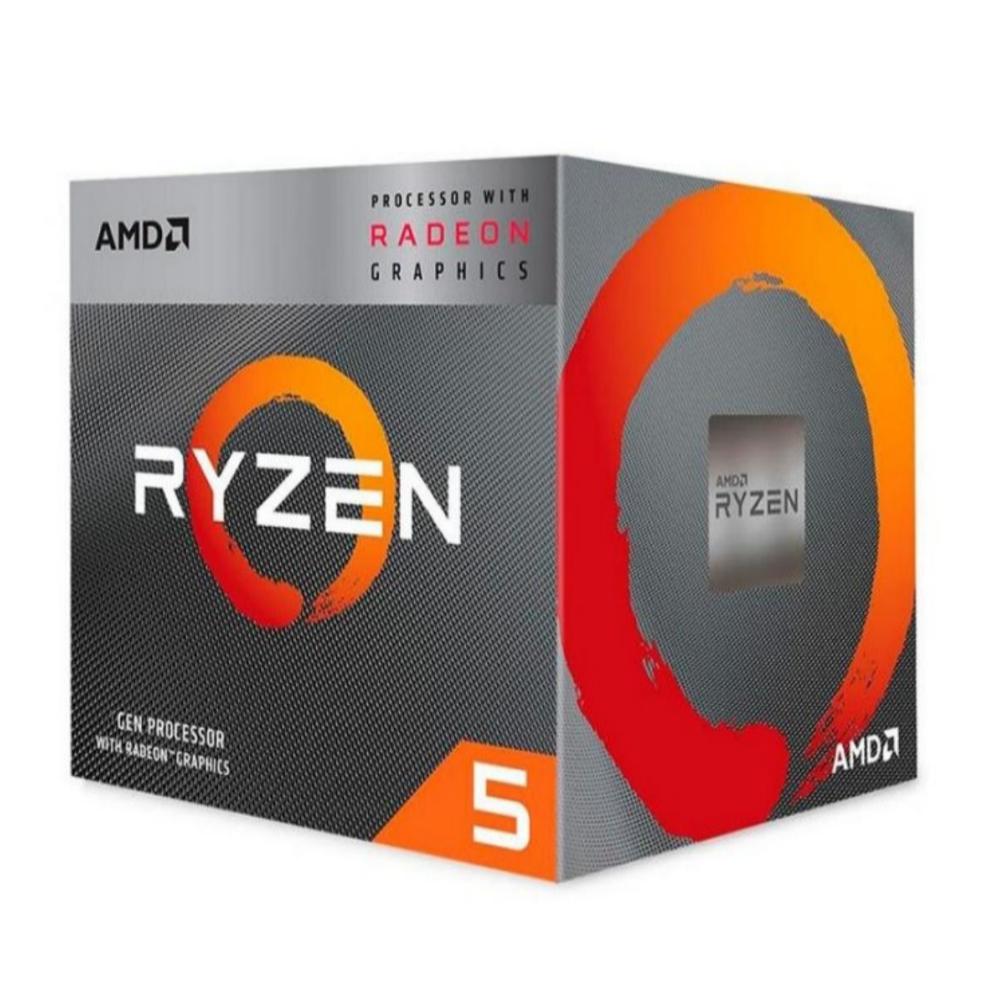 AMD
PROCESSOR WITH
RADEON
GRAPHICS
RYZEN
GEN PROCESSOR
WITH RADEON™ GRAPHICS
5
AMD
RYZEN
AMD